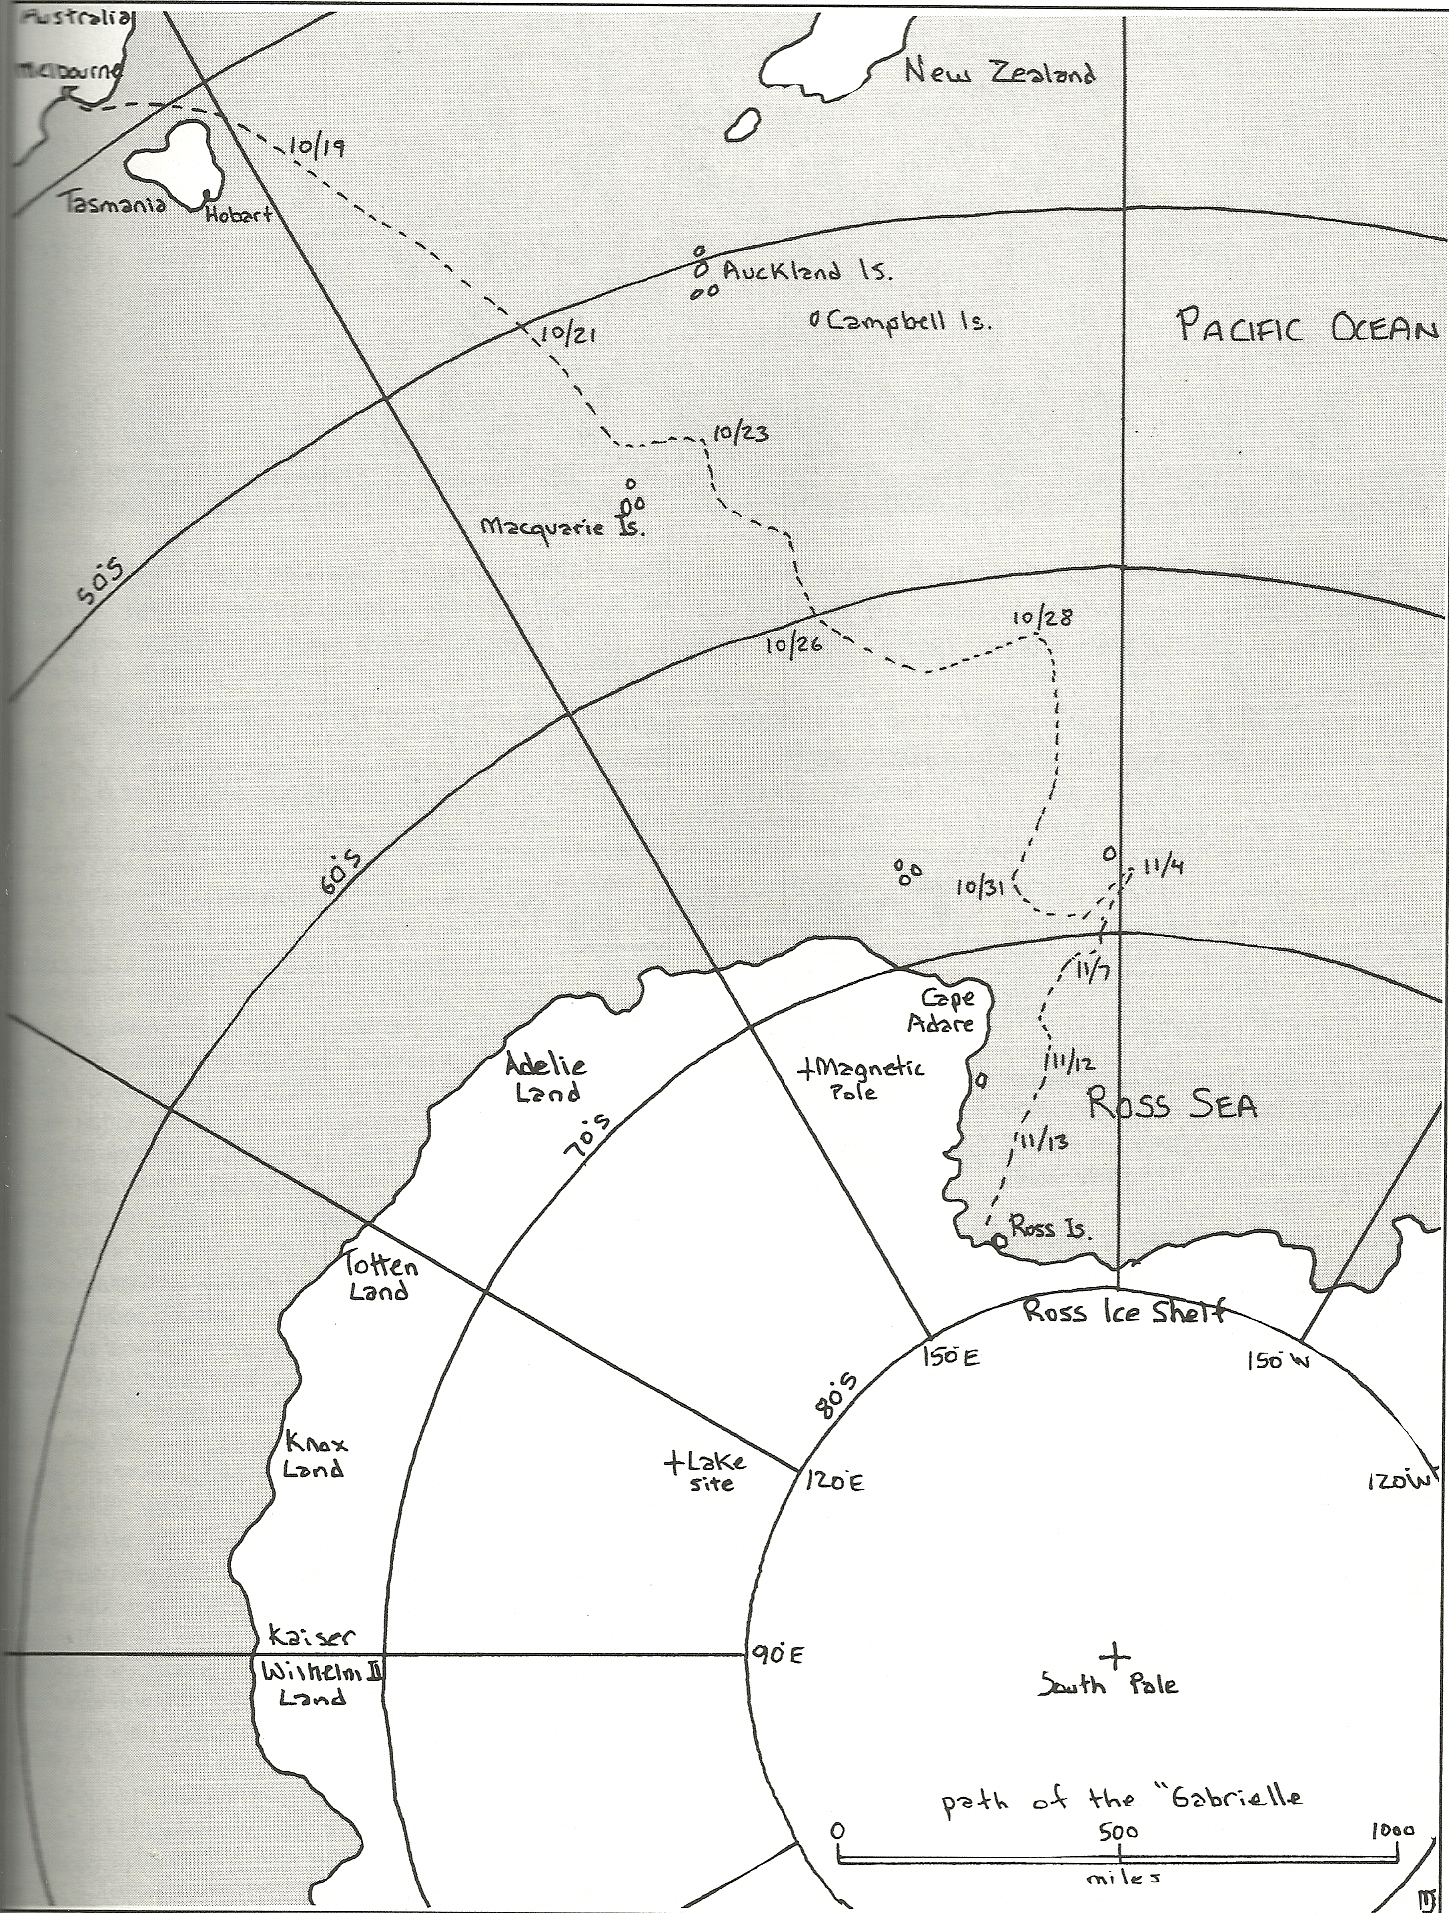 Australia
Melbourne
New Zealand
10/19
Tasmania
Hobart
Auckland Is.
Campbell Is.
PACIFIC OCEAN
10/21
10/23
Macquarie Is.
50°S
10/28
10/26
60°S
10/31
11/4
11/7
Cape
Adare
Adelie
Land
+Magnetic
Pole
11/12
ROSS SEA
70°S
11/13
Ross Is.
Totten
Land
Ross Ice Shelf
150°E
150°W
80°S
Knox
Land
+Lake
site
120°E
120°W
Kaiser
Wilhelm II
Land
90°E
South Pole
path of the "Gabrielle
0 500 1000
miles